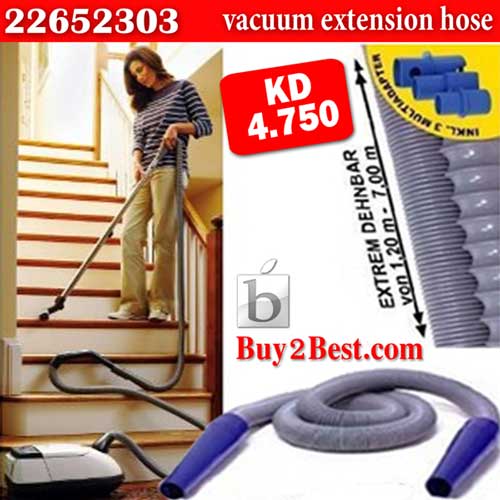 22652303 vacuum extension hose
KD
4.750
INKL. 3 MULTIADAPTER
EXTREM DEHNBAR
von 1,20 m - 7,00 m
b
Buy2Best.com